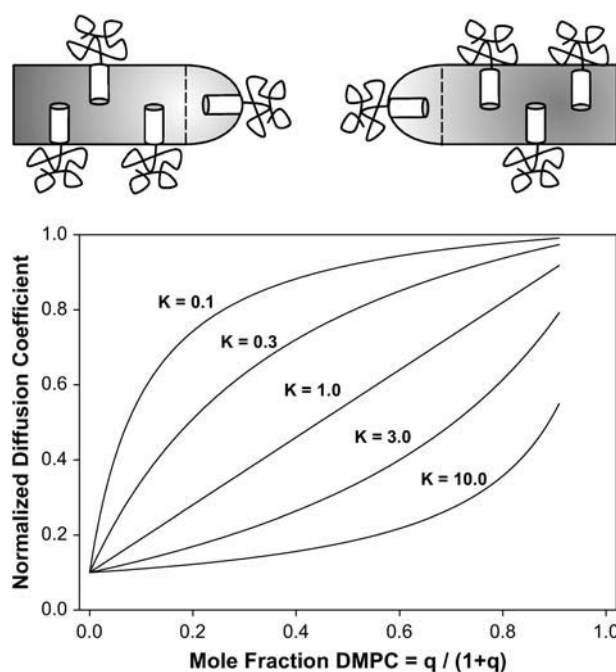 Normalized Diffusion Coefficient
1.0
0.8
0.6
0.4
0.2
0.0
K = 0.1
K = 0.3
K = 1.0
K = 3.0
K = 10.0
0.0 0.2 0.4 0.6 0.8 1.0
Mole Fraction DMPC = q / (1+q)